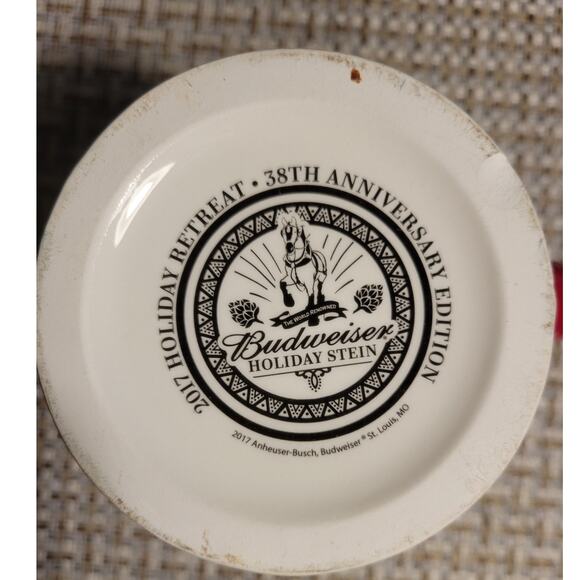 2017 HOLIDAY RETREAT • 38TH ANNIVERSARY EDITION
THE WORLD RENOWNED
Budweiser®
HOLIDAY STEIN
2017 Anheuser-Busch, Budweiser® St. Louis, MO